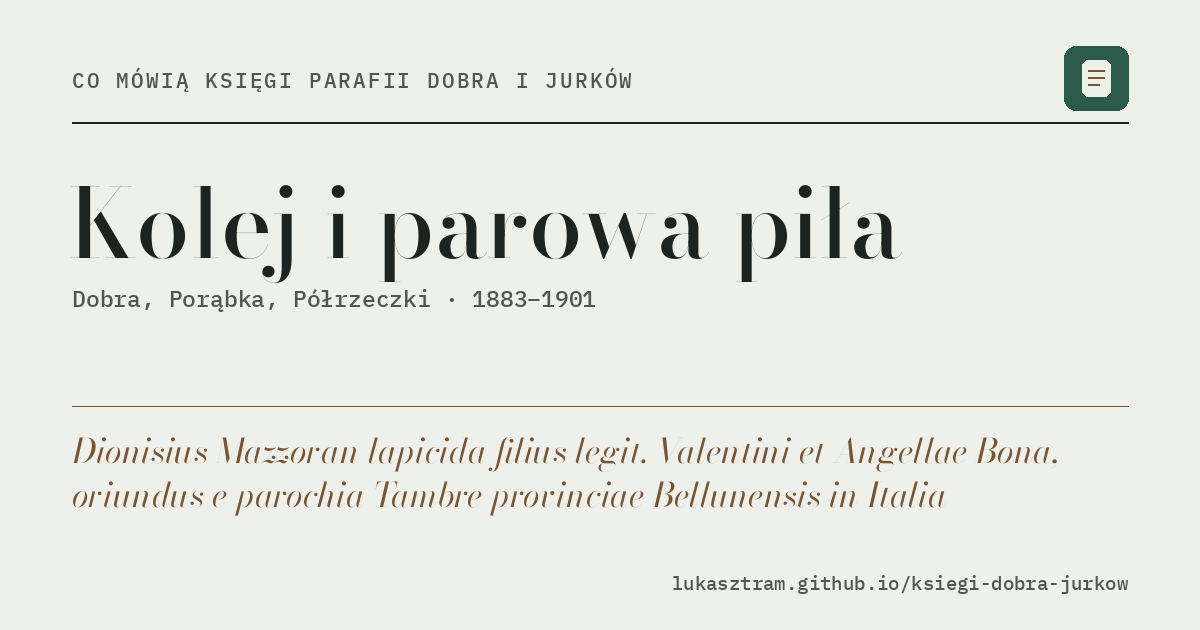 CO MÓWIĄ KSIĘGI PARAFII DOBRA I JURKÓW
Kolej i parowa piła
Dobra, Porąbka, Półrzeczki · 1883–1901
Dionisius Mazzoran lapicida filius legit. Valentini et Angellae Bona.
oriundus e parochia Tambre provinciae Bellunensis in Italia
lukasztram.github.io/ksiegi-dobra-jurkow